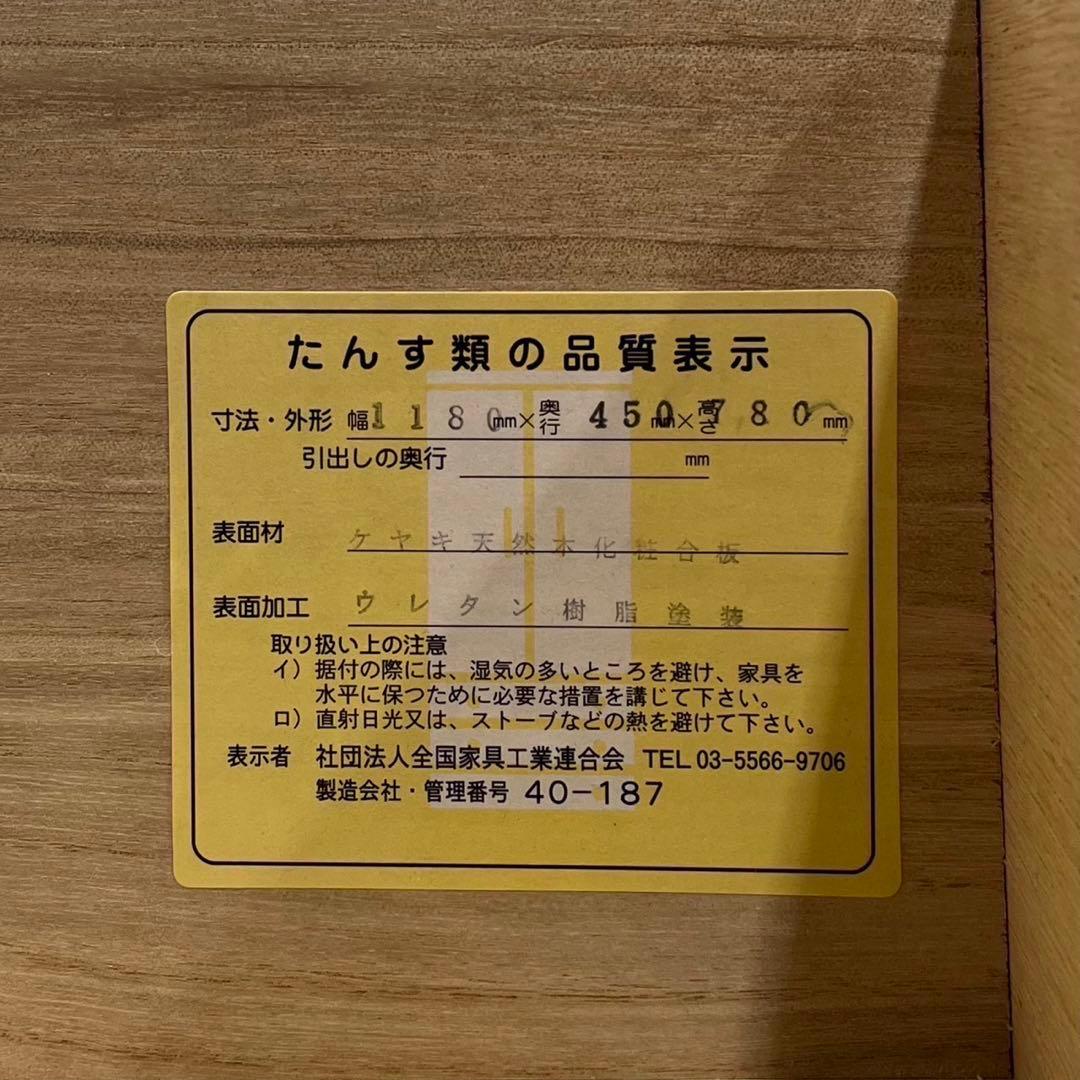 たんす類の品質表示
寸法・外形 幅1180mm×奥行450mm×高さ780mm
引出しの奥行 mm
表面材 ケヤキ天然木化粧合板
表面加工 ウレタン樹脂塗装
取り扱い上の注意
イ）据付の際には、湿気の多いところを避け、家具を
水平に保つために必要な措置を講じて下さい。
ロ）直射日光又は、ストーブなどの熱を避けて下さい。
表示者 社団法人全国家具工業連合会 TEL 03-5566-9706
製造会社・管理番号 40-187